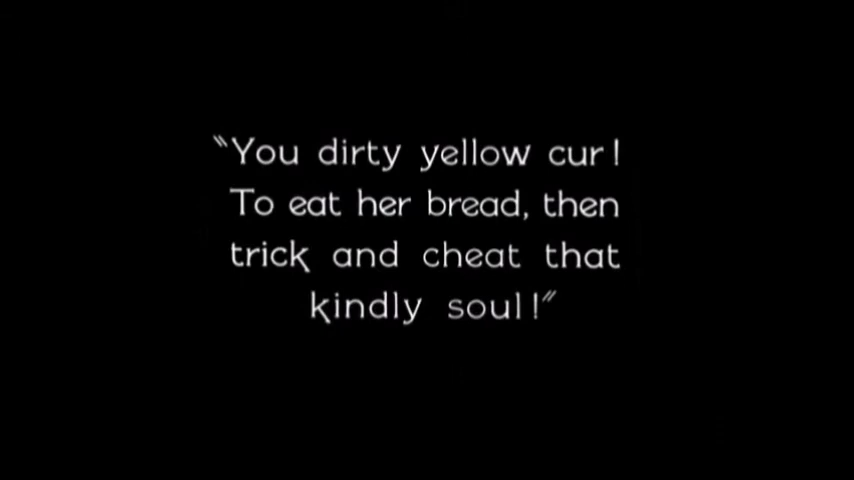 "You dirty yellow cur!
To eat her bread, then
trick and cheat that
kindly soul!"